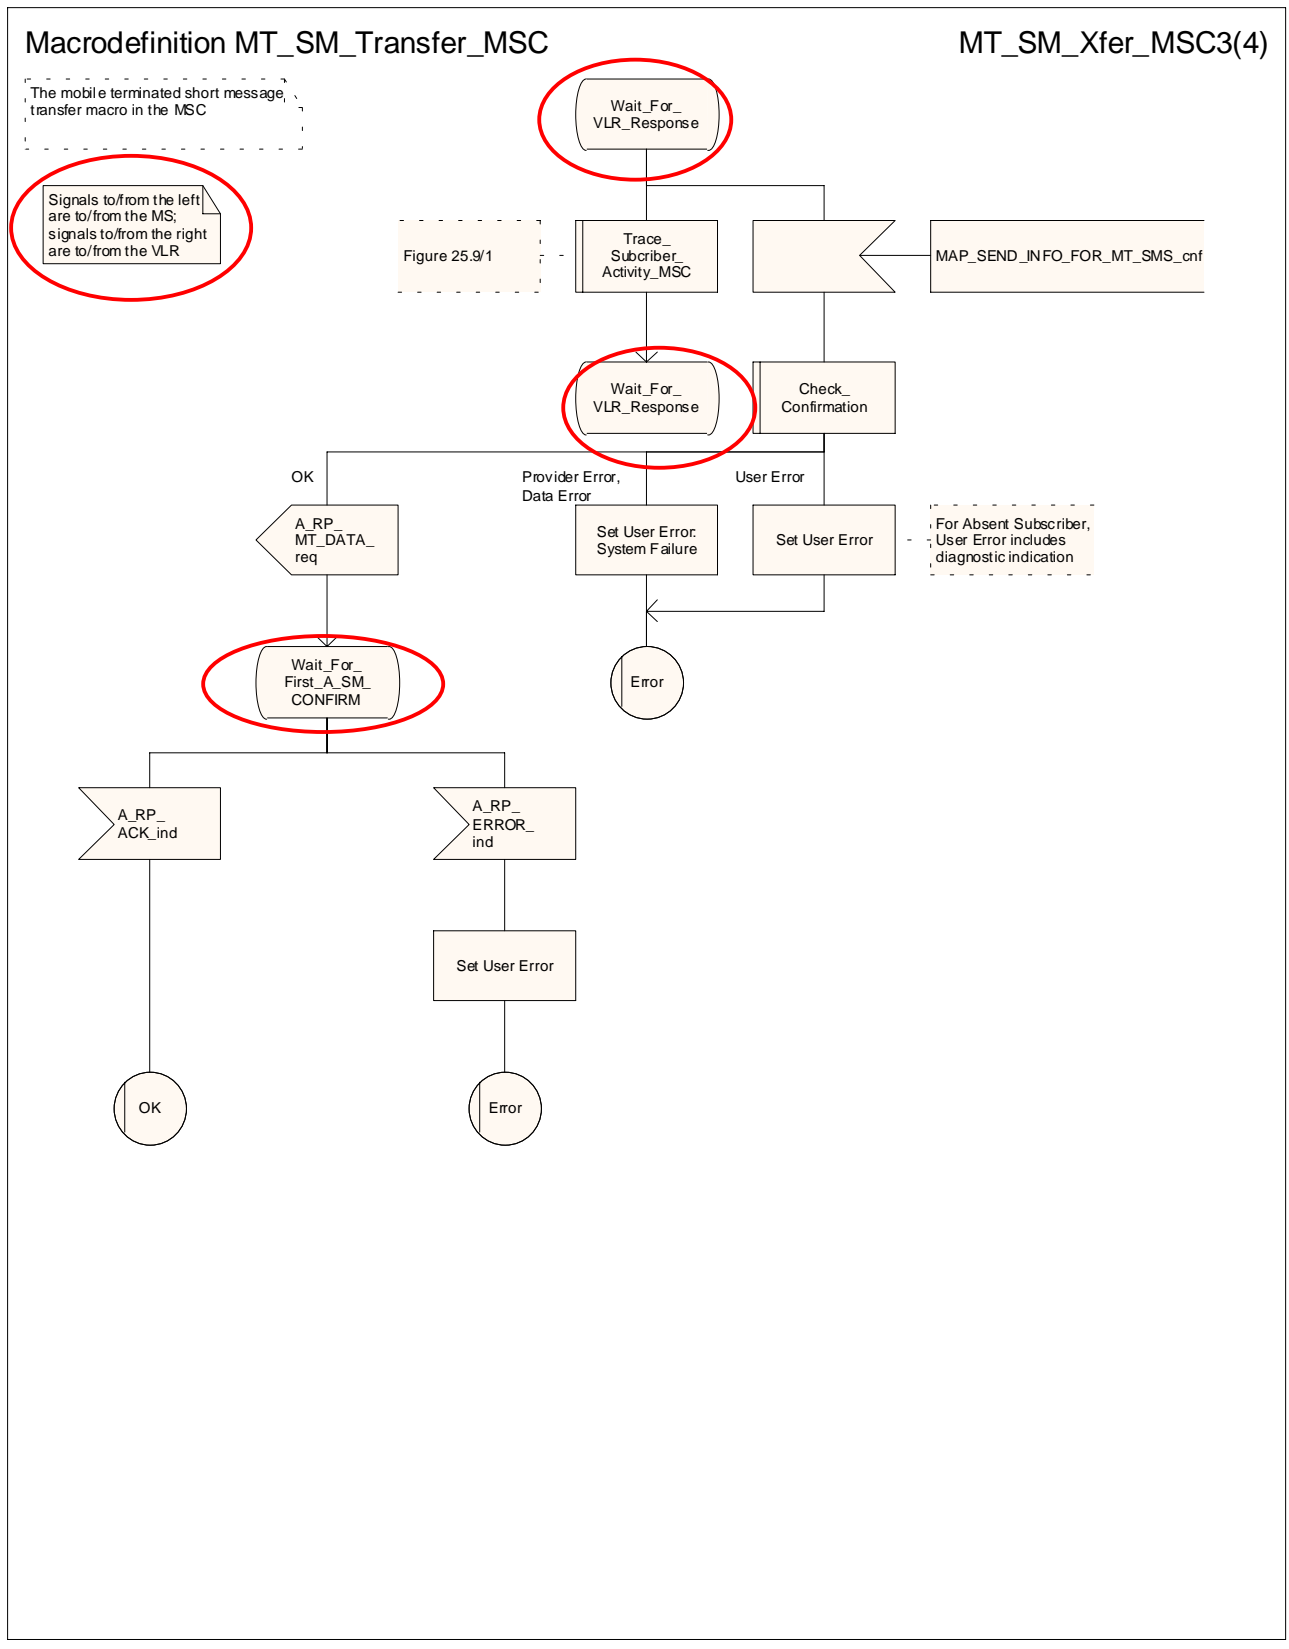 Macrodefinition MT_SM_Transfer_MSC
MT_SM_Xfer_MSC3(4)
The mobile terminated short message
transfer macro in the MSC
Signals to/from the left
are to/from the MS;
signals to/from the right
are to/from the VLR
Wait_For_
VLR_Response
Figure 25.9/1
Trace_
Subcriber_
Activity_MSC
MAP_SEND_INFO_FOR_MT_SMS_cnf
Wait_For_
VLR_Response
Check_
Confirmation
OK
Provider Error,
Data Error
User Error
A_RP_
MT_DATA_
req
Set User Error:
System Failure
Set User Error
For Absent Subscriber,
User Error includes
diagnostic indication
Wait_For_
First_A_SM_
CONFIRM
Error
A_RP_
ACK_ind
A_RP_
ERROR_
ind
Set User Error
OK
Error